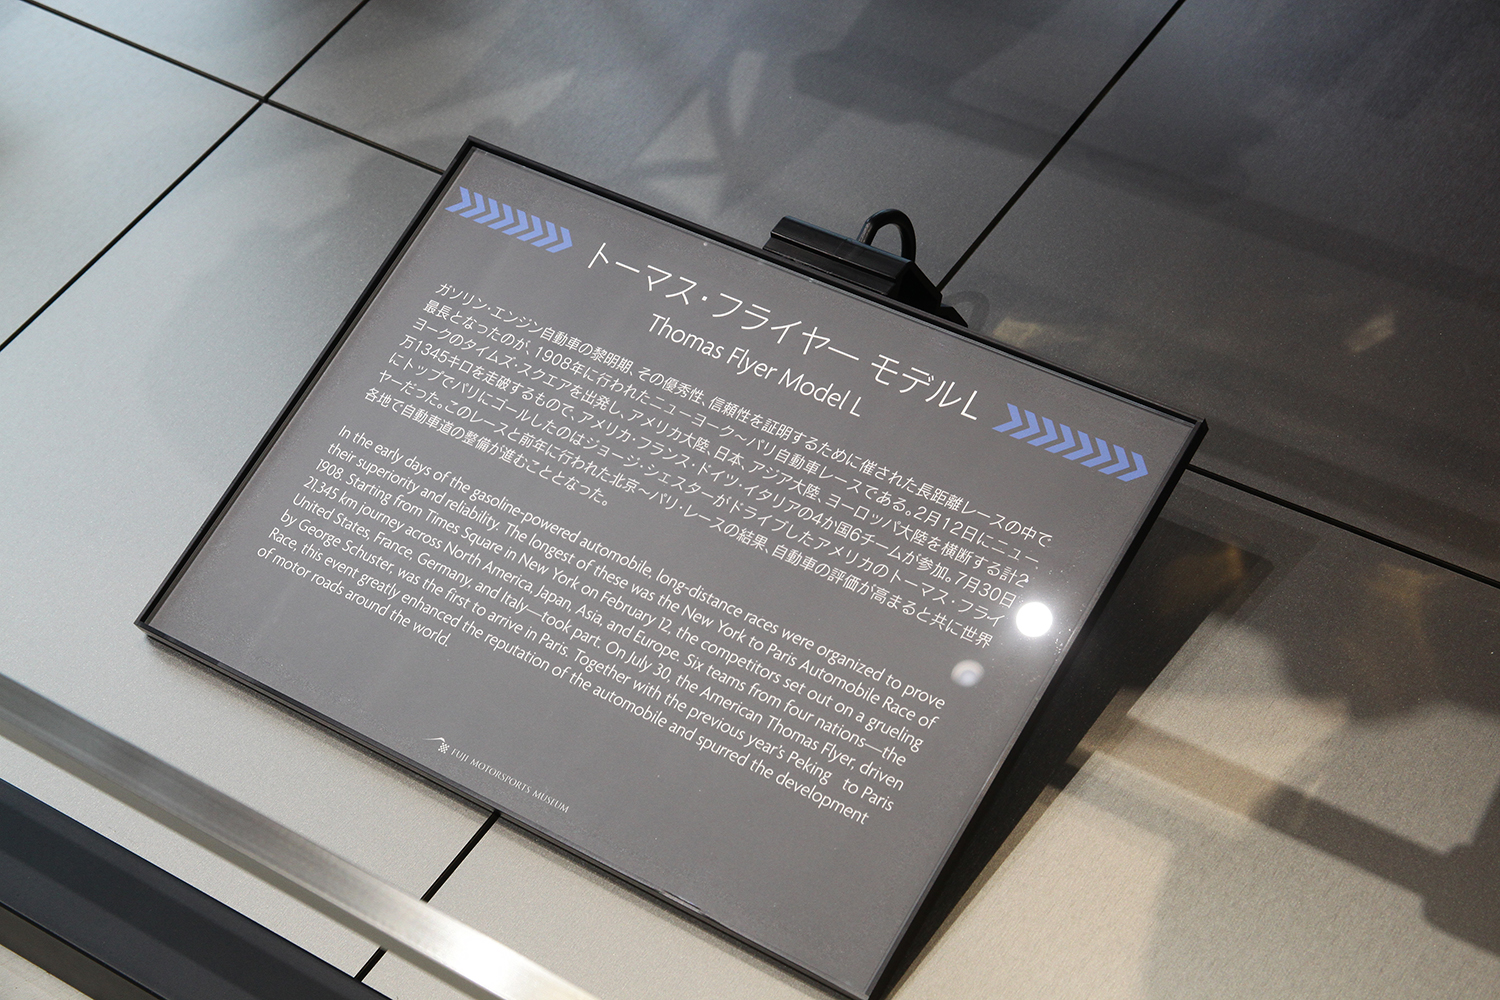 トーマス・フライヤー モデルL
Thomas Flyer Model L
ガソリン・エンジン自動車の黎明期、その優秀性、信頼性を証明するために催された長距離レースの中で
最長となったのが、1908年に行われたニューヨーク～パリ自動車レースである。2月12日にニュー
ヨークのタイムズ・スクエアを出発し、アメリカ大陸、日本、アジア大陸、ヨーロッパ大陸を横断する計2
万1345キロを走破するもので、アメリカ・フランス・ドイツ・イタリアの4か国6チームが参加。7月30日
にトップでパリにゴールしたのはジョージ・シェスターがドライブしたアメリカのトーマス・フライ
ヤーだった。このレースと前年に行われた北京～パリ・レースの結果、自動車の評価が高まると共に世界
各地で自動車道の整備が進むこととなった。
In the early days of the gasoline-powered automobile, long-distance races were organized to prove
their superiority and reliability. The longest of these was the New York to Paris Automobile Race of
1908. Starting from Times Square in New York on February 12, the competitors set out on a grueling
21,345 km journey across North America, Japan, Asia, and Europe. Six teams from four nations—the
United States, France, Germany, and Italy—took part. On July 30, the American Thomas Flyer, driven
by George Schuster, was the first to arrive in Paris. Together with the previous year's Peking to Paris
Race, this event greatly enhanced the reputation of the automobile and spurred the development
of motor roads around the world.
FUJI MOTORSPORTS MUSEUM